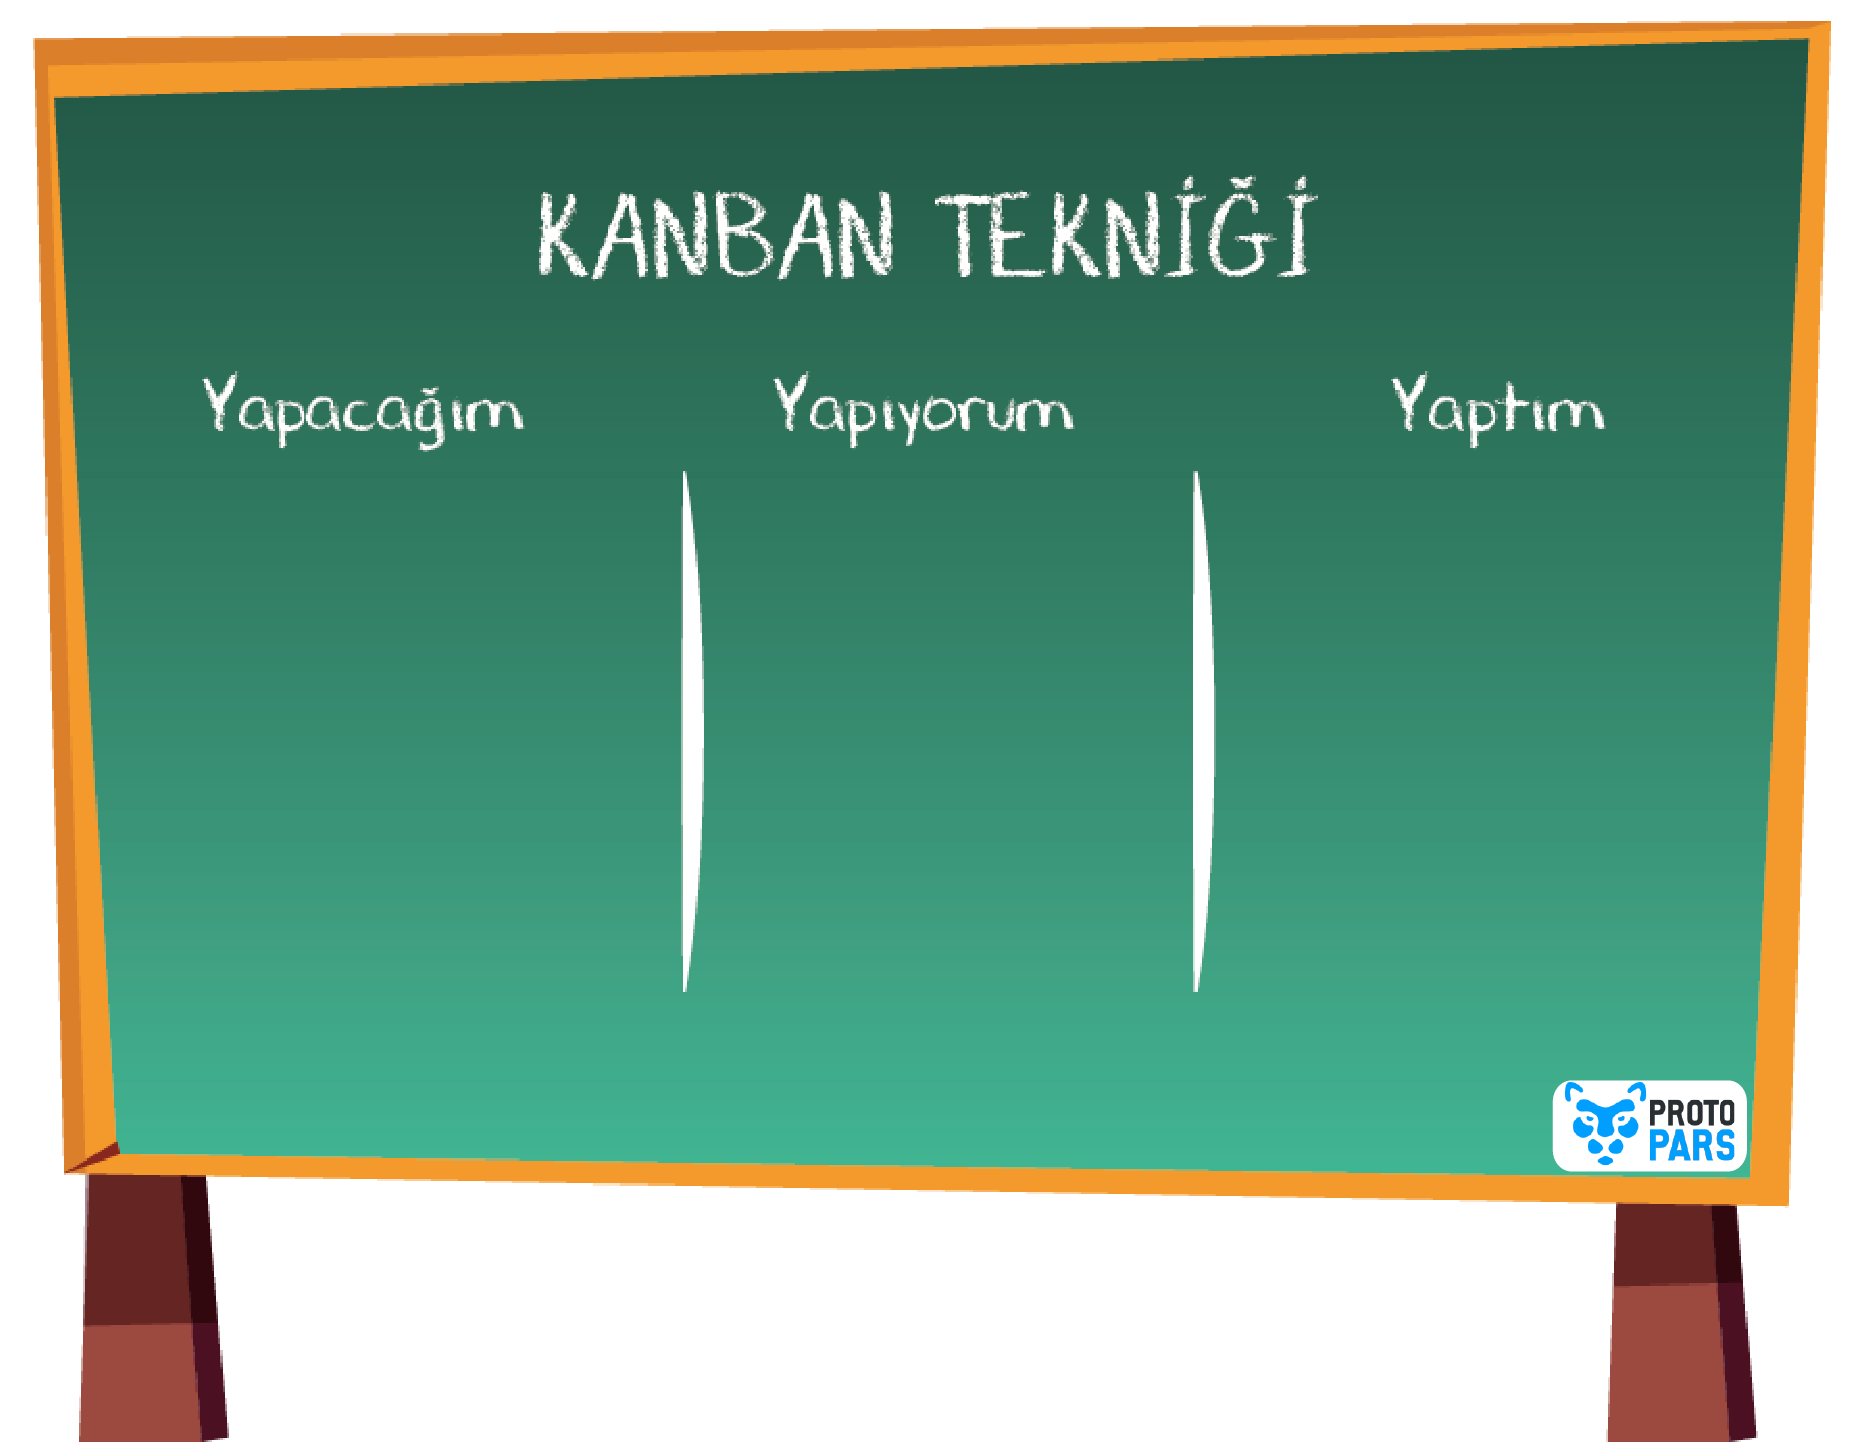 KANBAN TEKNİĞİ
Yapacağım Yapıyorum Yaptım
PROTO
PARS